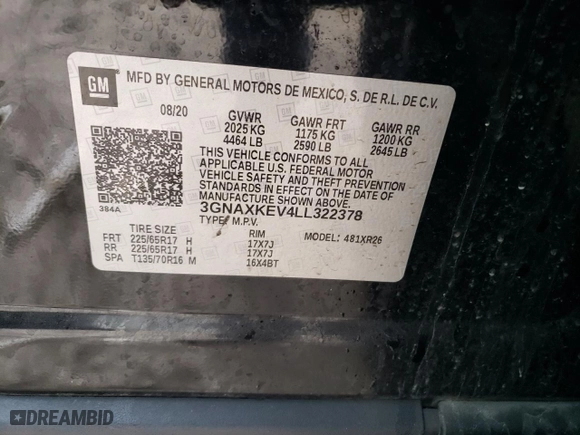 GM
MFD BY GENERAL MOTORS DE MEXICO, S. DE R.L. DE C.V.
08/20 GVWR GAWR FRT GAWR RR
2025 KG 1175 KG 1200 KG
4464 LB 2590 LB 2645 LB
THIS VEHICLE CONFORMS TO ALL
APPLICABLE U.S. FEDERAL MOTOR
VEHICLE SAFETY AND THEFT PREVENTION
STANDARDS IN EFFECT ON THE DATE OF
MANUFACTURE SHOWN ABOVE.
384A 3GNAXKEV4LL322378
TYPE: M.P.V. MODEL: 481XR26
TIRE SIZE RIM
FRT 225/65R17 H 17X7J
RR 225/65R17 H 17X7J
SPA T135/70R16 M 16X4BT
DREAMBID